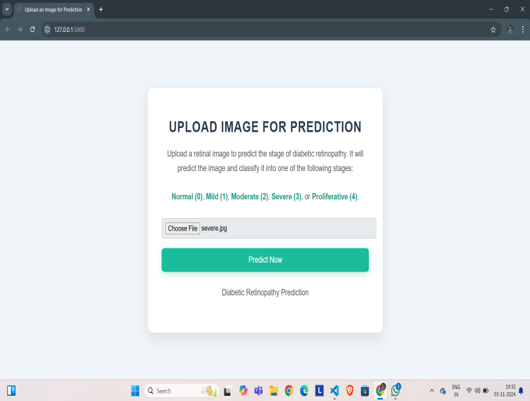 Upload an Image for Prediction
127.0.0.1:5000
UPLOAD IMAGE FOR PREDICTION
Upload a retinal image to predict the stage of diabetic retinopathy. It will
predict the image and classify it into one of the following stages:
Normal (0), Mild (1), Moderate (2), Severe (3), or Proliferative (4).
Choose File severe.jpg
Predict Now
Diabetic Retinopathy Prediction
Search
ENG
IN
19:32
03-11-2024